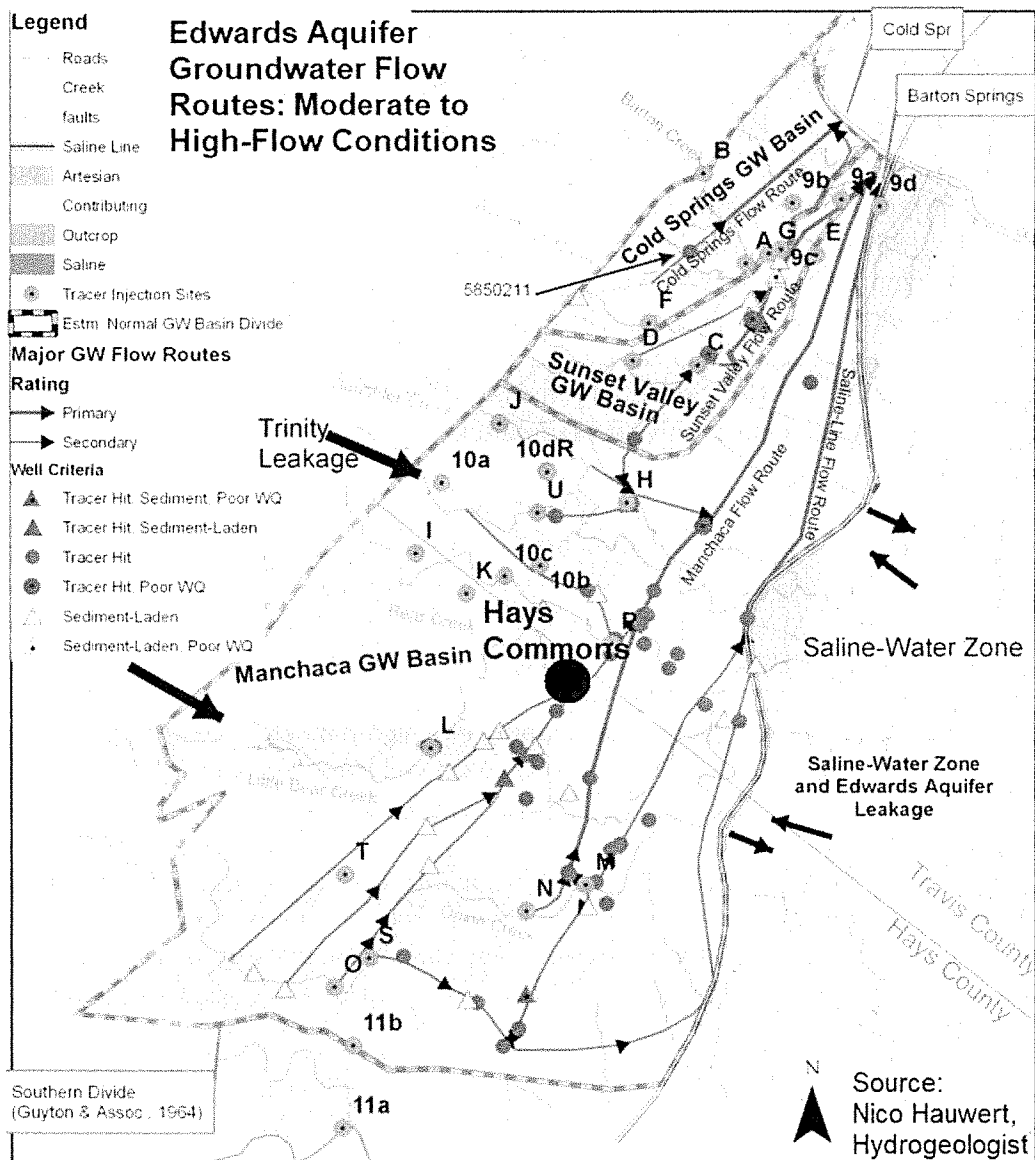 Legend
Roads
Creek
faults
Saline Line
Artesian
Contributing
Outcrop
Saline
Tracer Injection Sites
Estm. Normal GW Basin Divide
Major GW Flow Routes
Rating
Primary
Secondary
Well Criteria
Tracer Hit. Sediment, Poor WQ
Tracer Hit. Sediment-Laden
Tracer Hit
Tracer Hit. Poor WQ
Sediment-Laden
Sediment-Laden, Poor WQ
Edwards Aquifer
Groundwater Flow
Routes: Moderate to
High-Flow Conditions
Cold Spr
Barton Springs
Barton Creek
B
Cold Springs GW Basin
Cold Springs Flow Route
9b
9a
9d
A
G
E
9c
5850211
F
D
C
Sunset Valley
GW Basin
Sunset Valley Flow Route
Trinity
Leakage
J
10a
10dR
H
U
I
10c
K
10b
Manchaca Flow Route
Saline-Line Flow Route
Bear Creek
Hays
Commons
Manchaca GW Basin
Saline-Water Zone
L
Little Bear Creek
Saline-Water Zone
and Edwards Aquifer
Leakage
T
M
N
Travis County
Hays County
S
O
11b
11a
Southern Divide
(Guyton & Assoc., 1964)
N
Source:
Nico Hauwert,
Hydrogeologist